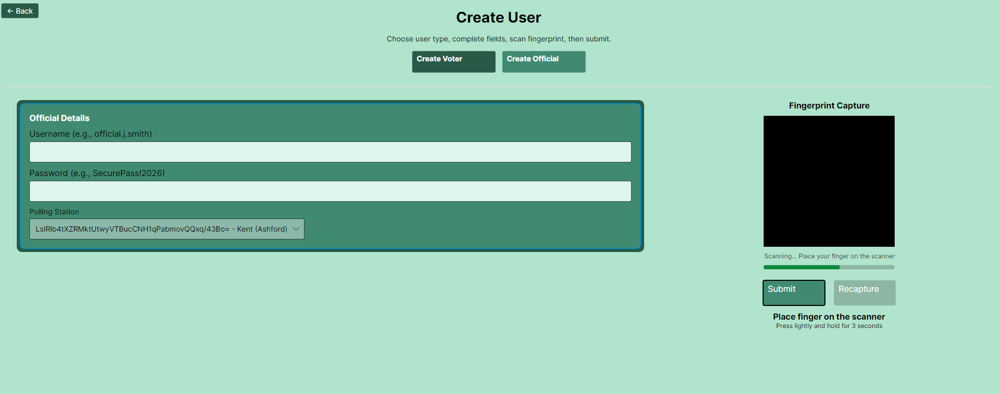 ← Back
Create User
Choose user type, complete fields, scan fingerprint, then submit.
Create Voter
Create Official
Official Details
Username (e.g., official.j.smith)
Password (e.g., SecurePass!2026)
Polling Station
LsIRIb4tXZRMktUtwyVTBucCNH1qPabmovQQxq/43Bo= - Kent (Ashford)
Fingerprint Capture
Scanning... Place your finger on the scanner
Submit
Recapture
Place finger on the scanner
Press lightly and hold for 3 seconds